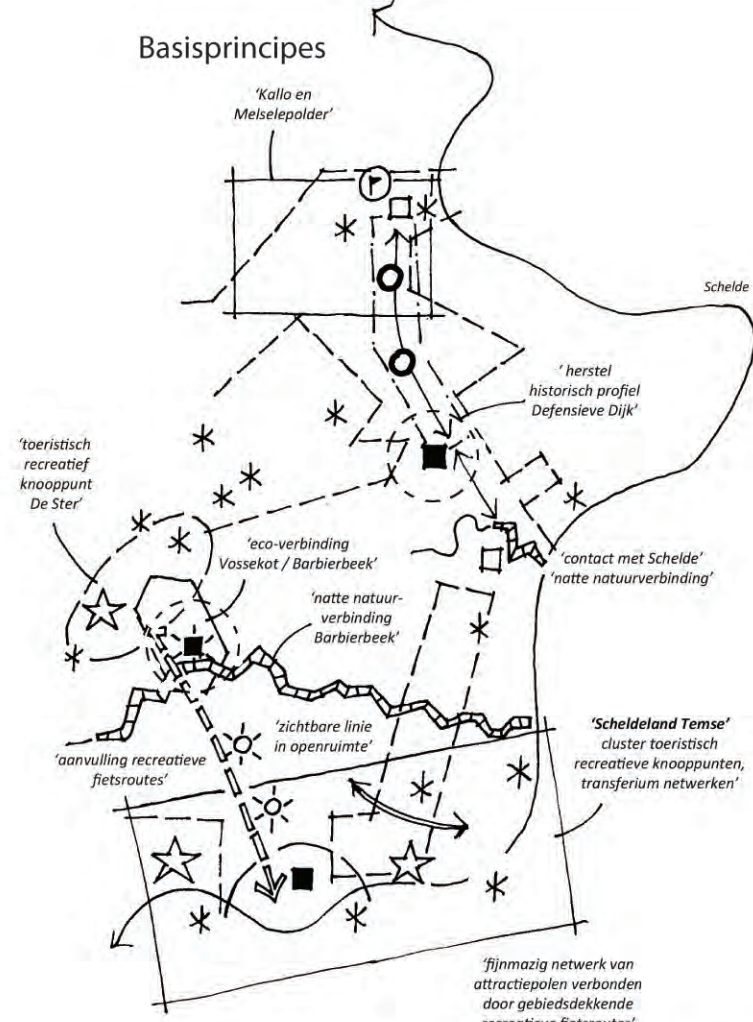 Basisprincipes
‘Kallo en
Melselepolder’
Schelde
‘ herstel
historisch profiel
Defensieve Dijk’
‘toeristisch
recreatief
knooppunt
De Ster’
‘eco-verbinding
Vossekot / Barbierbeek’
‘contact met Schelde’
‘natte natuurverbinding’
‘natte natuur-
verbinding
Barbierbeek’
‘zichtbare linie
in openruimte’
‘aanvulling recreatieve
fietsroutes’
‘Scheldeland Temse’
cluster toeristisch
recreatieve knooppunten,
transferium netwerken’
‘fijnmazig netwerk van
attractiepolen verbonden
door gebiedsdekkende
recreatieve fietsroutes’